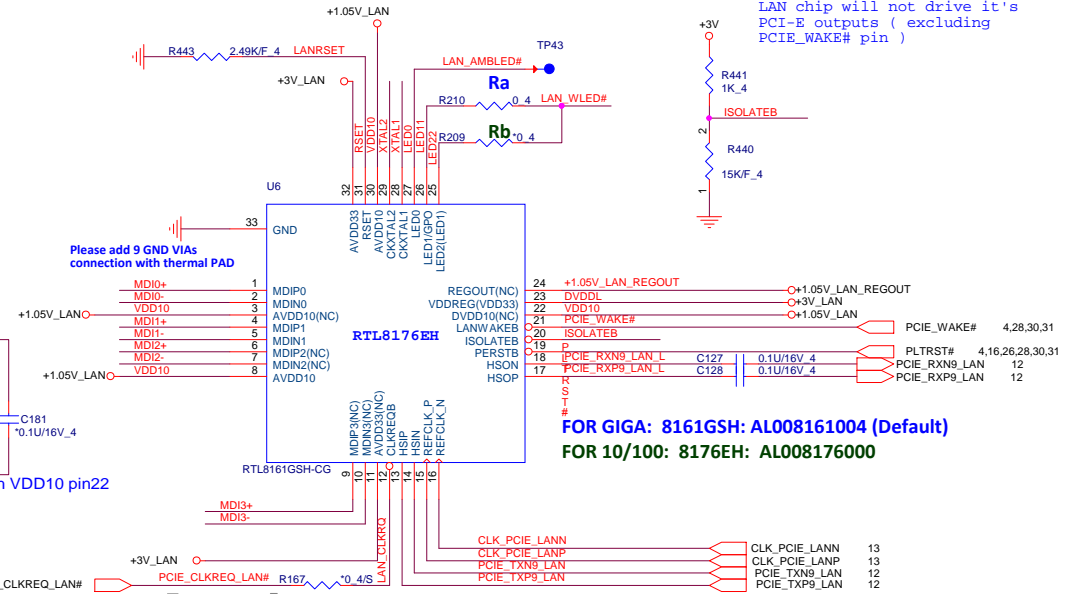 LAN chip will not drive it's
PCI-E outputs ( excluding
PCIE_WAKE# pin )
+1.05V_LAN
+3V
R443
2.49K/F_4
LANRSET
TP43
LAN_AMBLED#
+3V_LAN
Ra
R210
0_4
LAN_WLED#
Rb
R209
*0_4
R441
1K_4
ISOLATEB
2
R440
15K/F_4
1
RSET
VDD10
XTAL2
XTAL1
LED0
LED11
LED22
U6
32
31
30
29
28
27
26
25
AVDD33
RSET
AVDD10
CKXTAL2
CKXTAL1
LED0
LED1/GPO
LED2(LED1)
33
GND
Please add 9 GND VIAs
connection with thermal PAD
MDI0+
1
MDIP0
MDI0-
2
MDIN0
+1.05V_LAN
VDD10
3
AVDD10(NC)
MDI1+
4
MDIP1
MDI1-
5
MDIN1
MDI2+
6
MDIP2(NC)
MDI2-
7
MDIN2(NC)
+1.05V_LAN
VDD10
8
AVDD10
RTL8176EH
REGOUT(NC)
24
+1.05V_LAN_REGOUT
+1.05V_LAN_REGOUT
VDDREG(VDD33)
23
DVDDL
+3V_LAN
DVDD10(NC)
22
VDD10
+1.05V_LAN
LANWAKEB
21
PCIE_WAKE#
PCIE_WAKE#
4,28,30,31
ISOLATEB
20
ISOLATEB
PERSTB
19
PLTRST#
PLTRST#
4,16,26,28,30,31
HSON
18
PCIE_RXN9_LAN_L
C127
0.1U/16V_4
PCIE_RXN9_LAN
12
HSOP
17
PCIE_RXP9_LAN_L
C128
0.1U/16V_4
PCIE_RXP9_LAN
12
C181
*0.1U/16V_4
MDIP3(NC)
MDIN3(NC)
AVDD33(NC)
CLKREQB
HSIP
HSIN
REFCLK_P
REFCLK_N
FOR GIGA: 8161GSH: AL008161004 (Default)
FOR 10/100: 8176EH: AL008176000
RTL8161GSH-CG
9
10
11
12
13
14
15
16
VDD10 pin22
MDI3+
MDI3-
LAN_CLKRQ
CLK_PCIE_LANN
CLK_PCIE_LANN
13
+3V_LAN
CLK_PCIE_LANP
CLK_PCIE_LANP
13
PCIE_TXN9_LAN
PCIE_TXN9_LAN
12
_CLKREQ_LAN#
PCIE_CLKREQ_LAN#
R167
*0_4/S
PCIE_TXP9_LAN
PCIE_TXP9_LAN
12